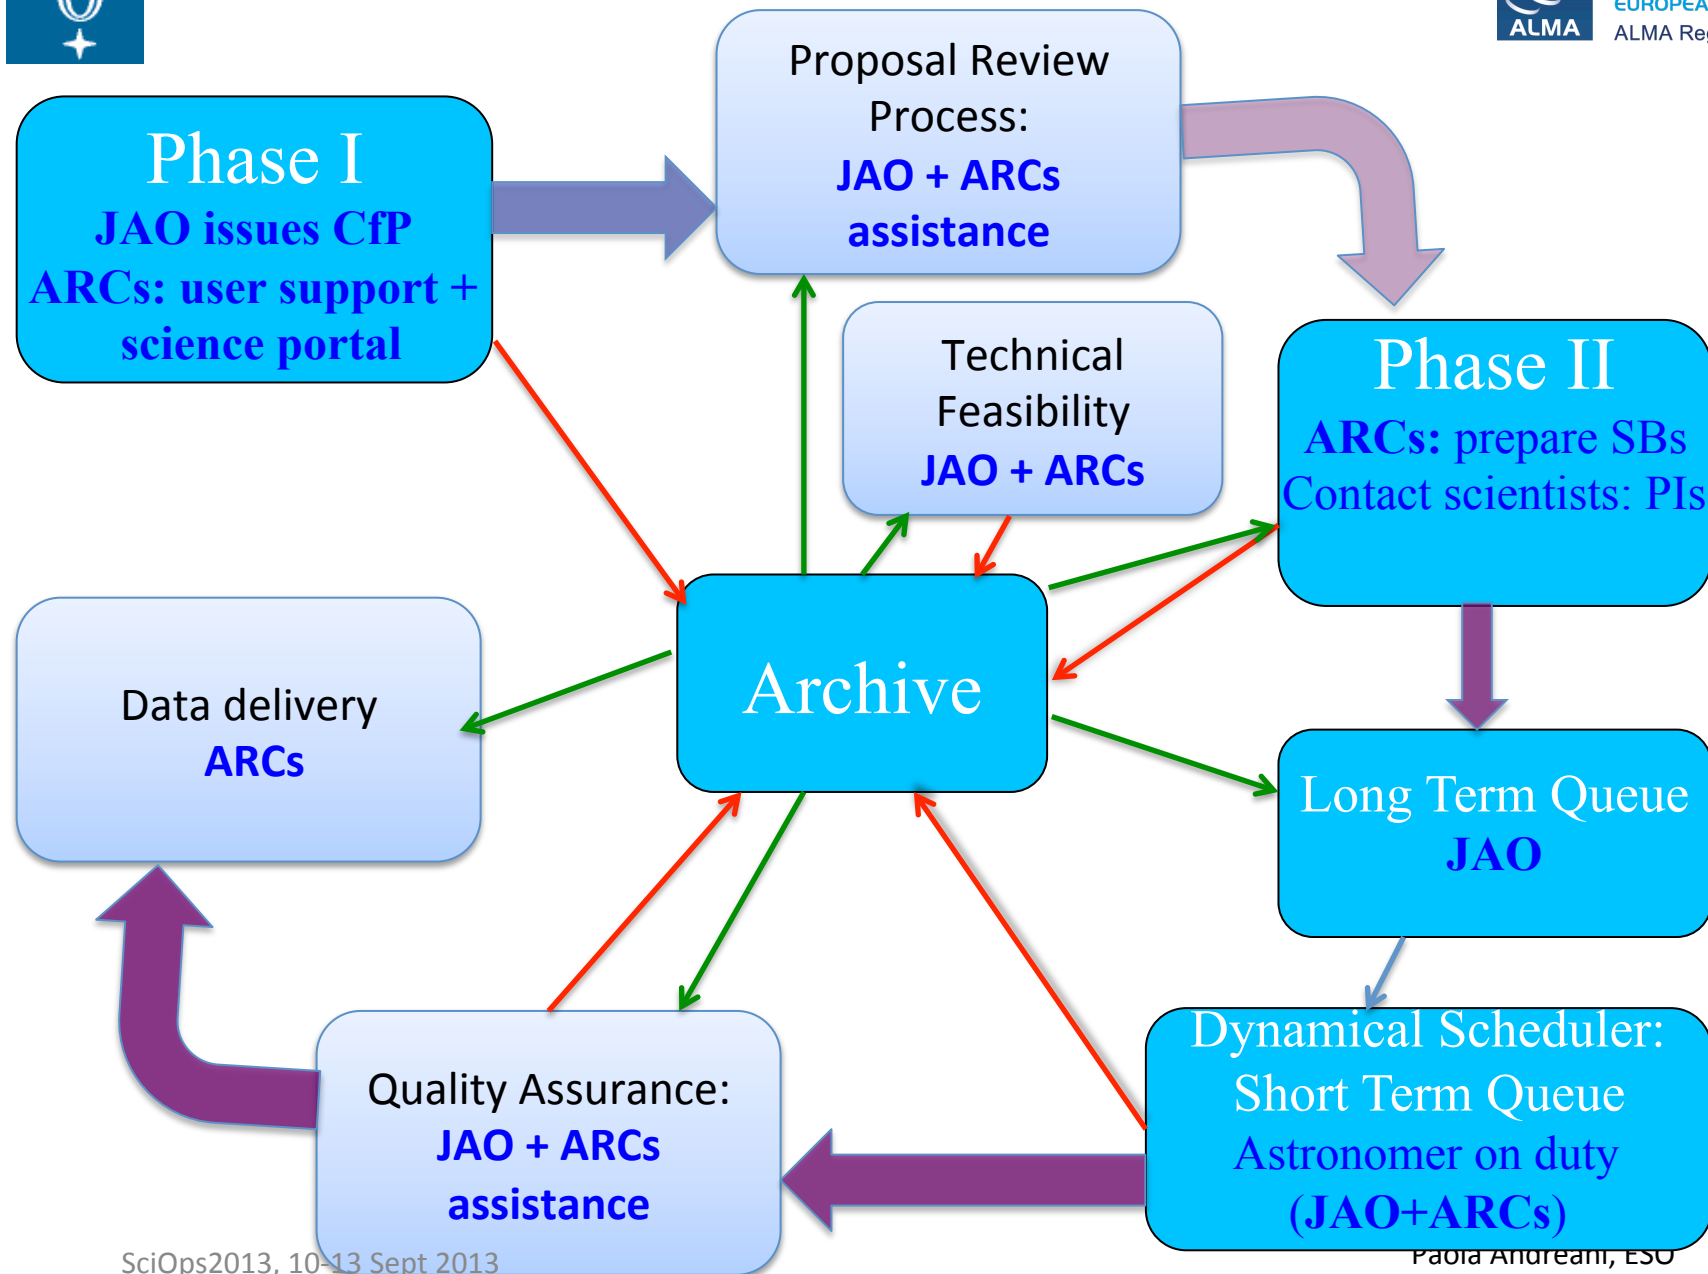 ALMA
EUROPEA
ALMA Reg
Proposal Review
Process:
JAO + ARCs
assistance
Phase I
JAO issues CfP
ARCs: user support +
science portal
Technical
Feasibility
JAO + ARCs
Phase II
ARCs: prepare SBs
Contact scientists: PIs
Archive
Data delivery
ARCs
Long Term Queue
JAO
Dynamical Scheduler:
Short Term Queue
Astronomer on duty
(JAO+ARCs)
Quality Assurance:
JAO + ARCs
assistance
SciOps2013, 10-13 Sept 2013
Paola Andreani, ESO